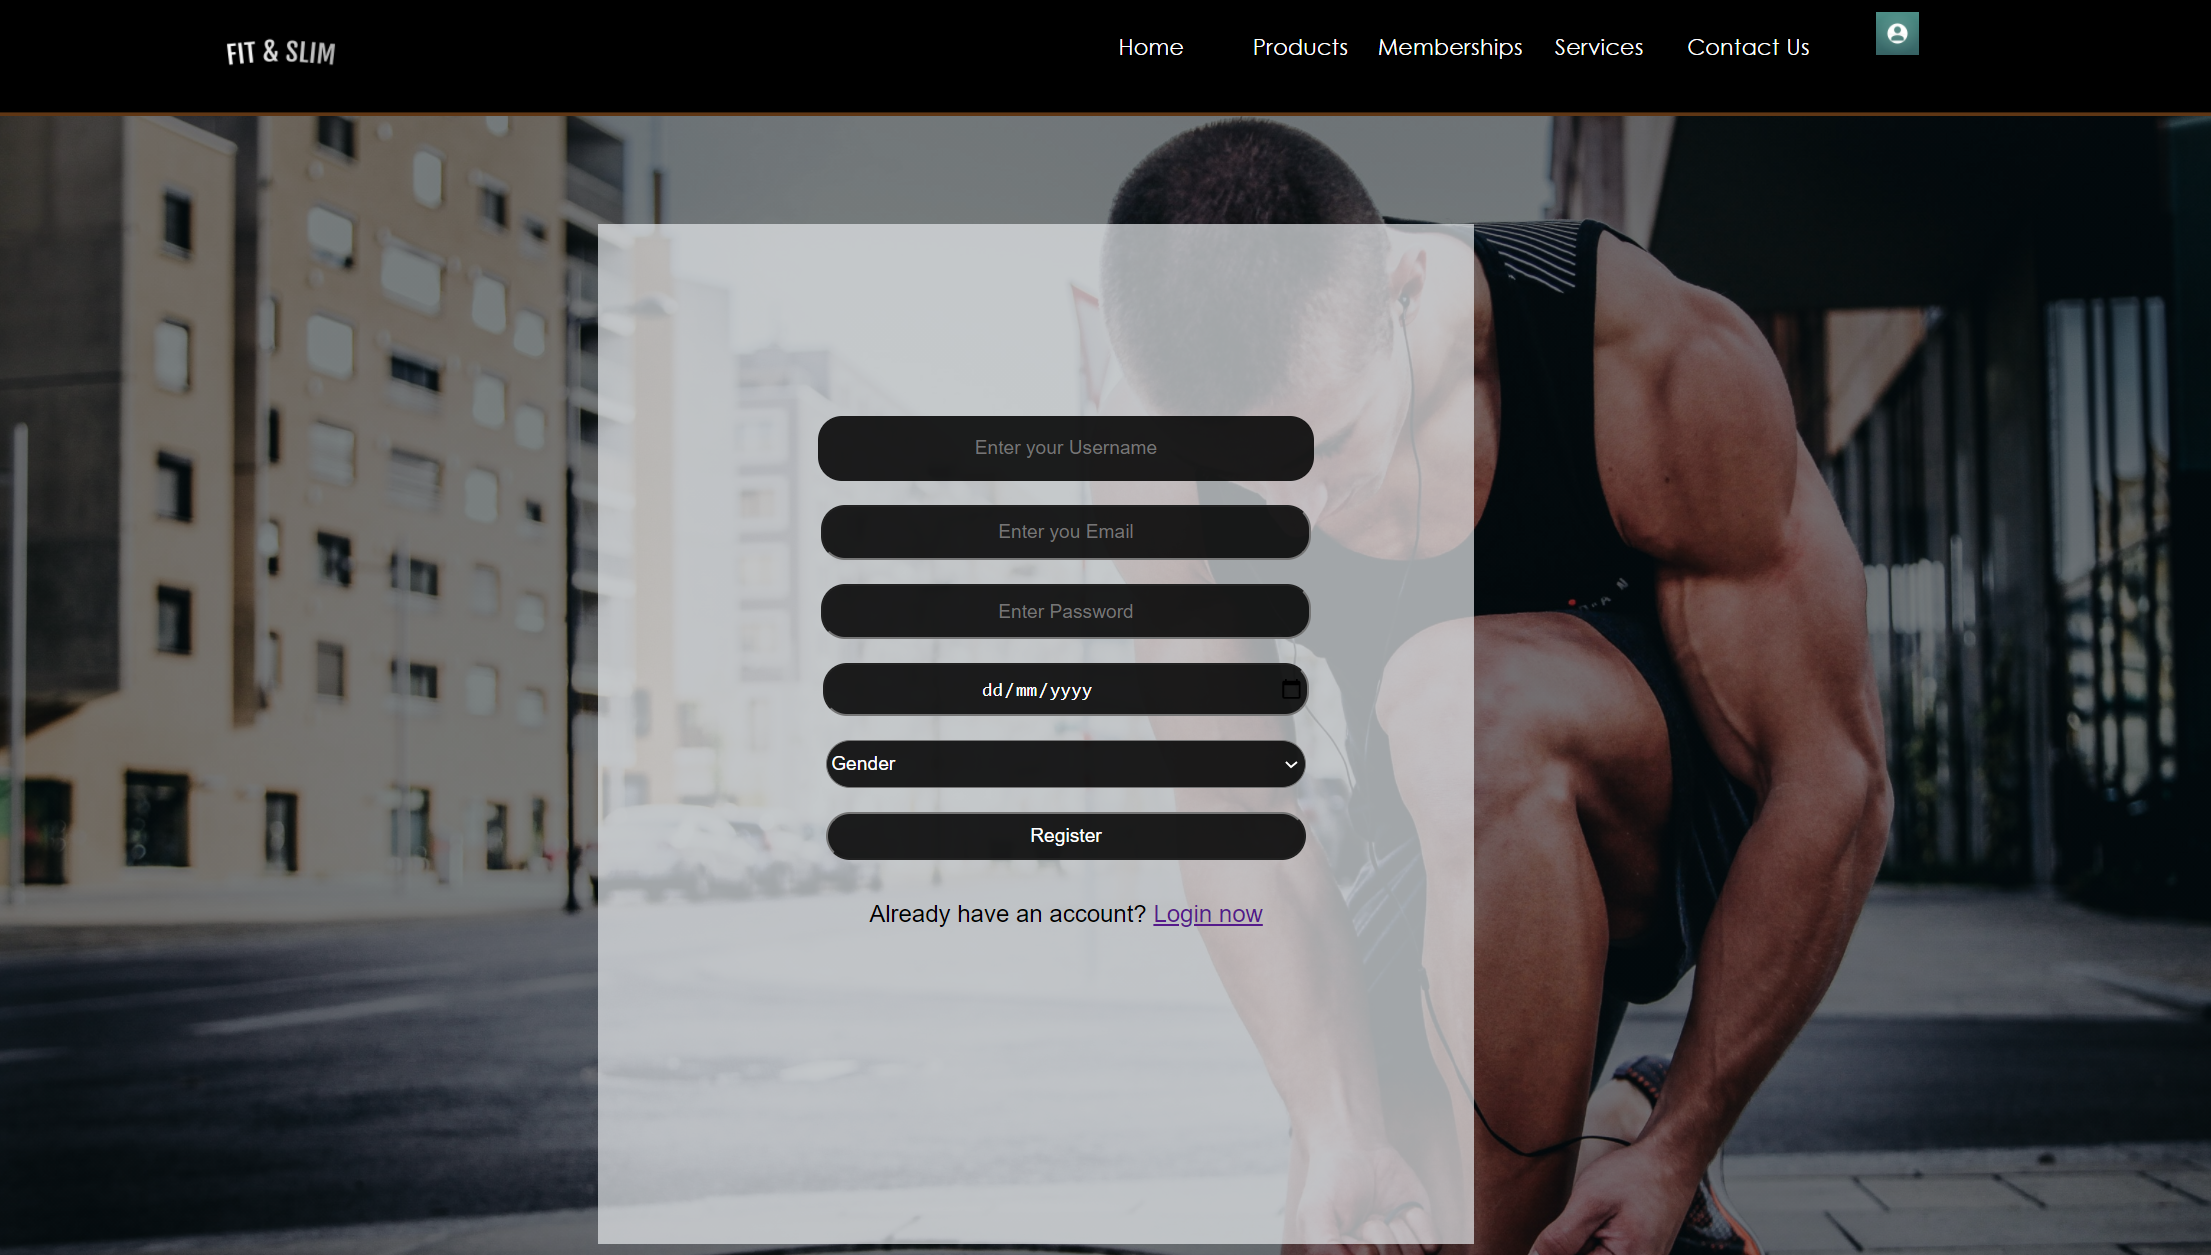 FIT & SLIM
Home Products Memberships Services Contact Us
Enter your Username
Enter you Email
Enter Password
dd/mm/yyyy
Gender
Register
Already have an account? Login now